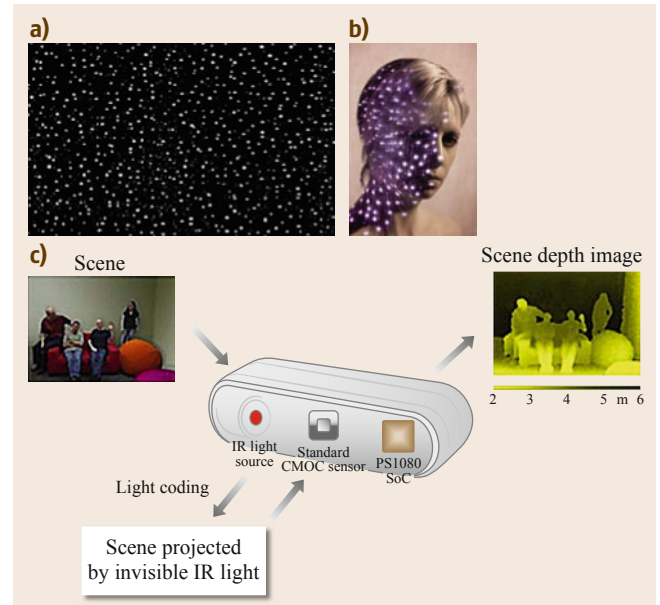 a)
b)
c)
Scene
Scene depth image
2 3 4 5 m 6
IR light
source
Standard
CMOC sensor
PS1080
SoC
Light coding
Scene projected
by invisible IR light